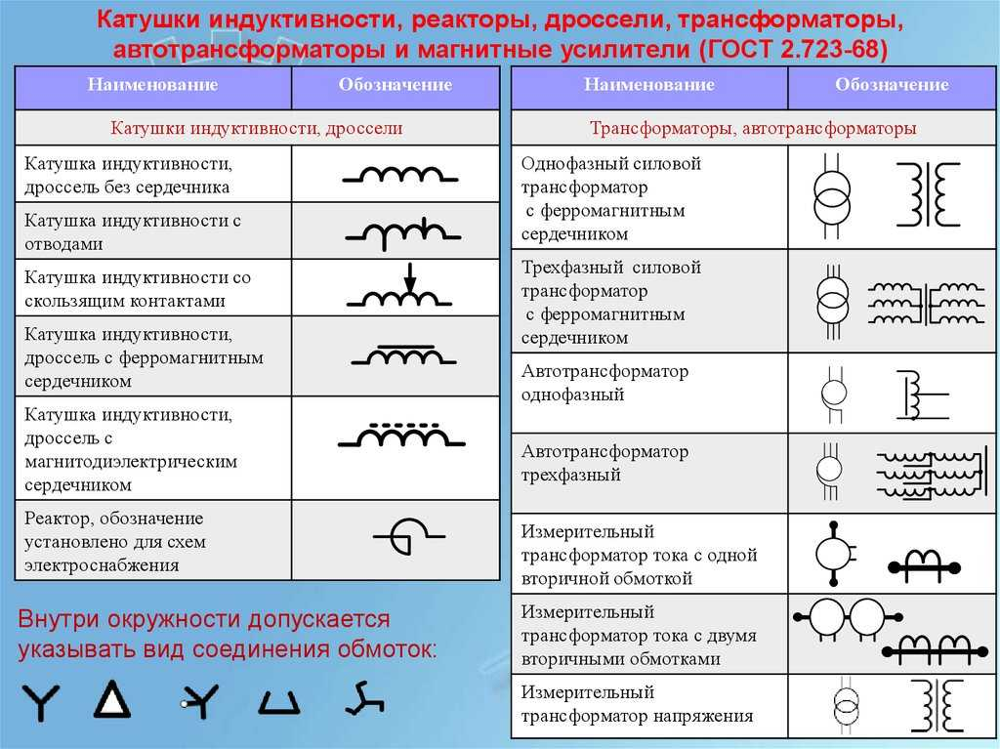 Катушки индуктивности, реакторы, дроссели, трансформаторы,
автотрансформаторы и магнитные усилители (ГОСТ 2.723-68)
Наименование
Обозначение
Катушки индуктивности, дроссели
Катушка индуктивности,
дроссель без сердечника
Катушка индуктивности с
отводами
Катушка индуктивности со
скользящим контактами
Катушка индуктивности,
дроссель с ферромагнитным
сердечником
Катушка индуктивности,
дроссель с
магнитодиэлектрическим
сердечником
Реактор, обозначение
установлено для схем
электроснабжения
Внутри окружности допускается
указывать вид соединения обмоток:
Наименование
Обозначение
Трансформаторы, автотрансформаторы
Однофазный силовой
трансформатор
с ферромагнитным
сердечником
Трехфазный силовой
трансформатор
с ферромагнитным
сердечником
Автотрансформатор
однофазный
Автотрансформатор
трехфазный
Измерительный
трансформатор тока с одной
вторичной обмоткой
Измерительный
трансформатор тока с двумя
вторичными обмотками
Измерительный
трансформатор напряжения